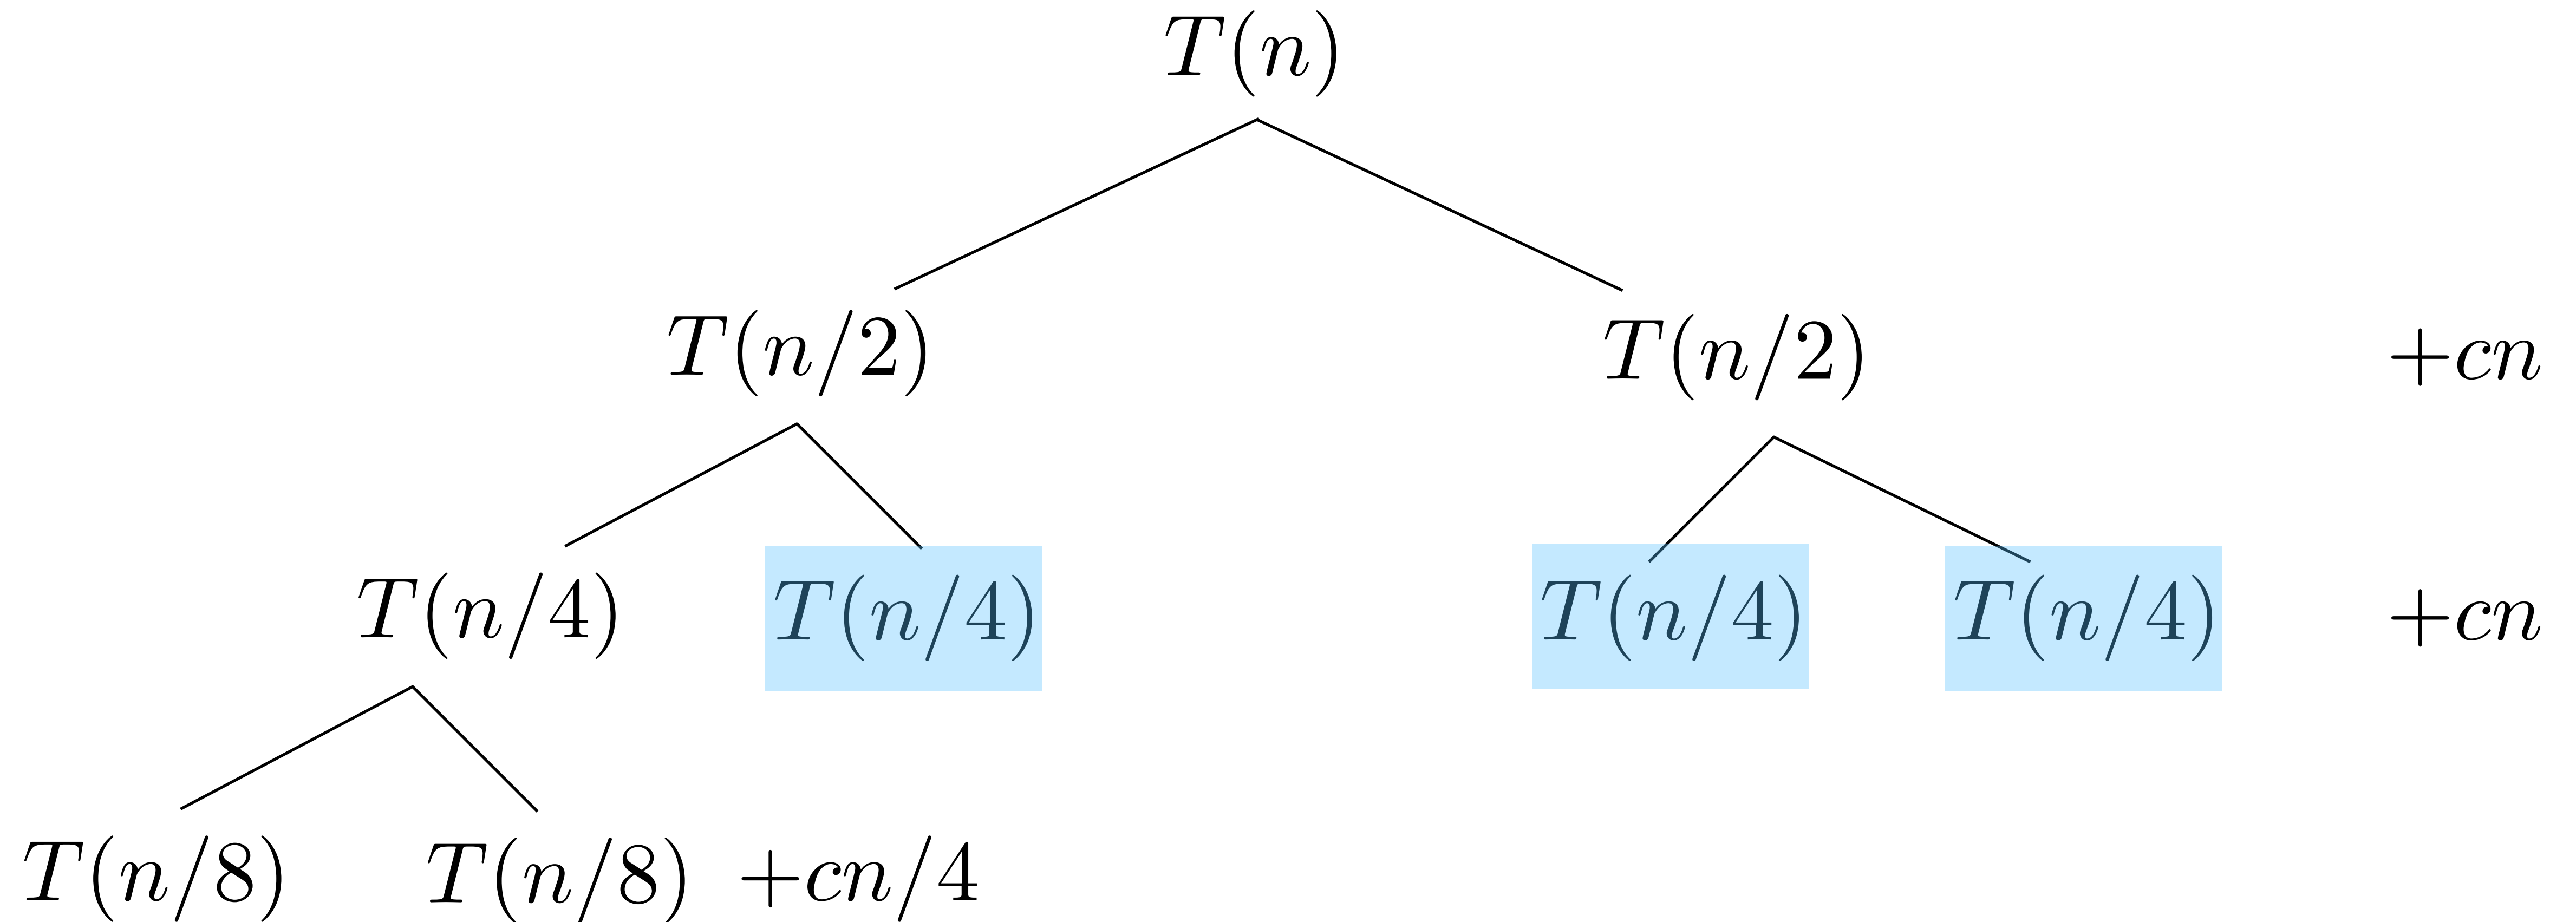 T(n)
T(n/2) T(n/2) +cn
T(n/4) T(n/4) T(n/4) T(n/4) +cn
T(n/8) T(n/8) +cn/4